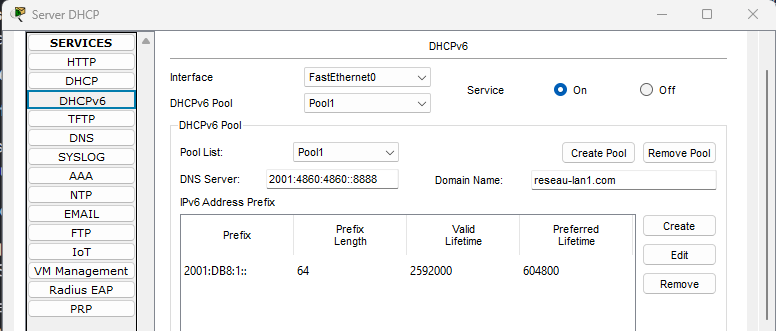 Server DHCP
SERVICES
HTTP
DHCP
DHCPv6
TFTP
DNS
SYSLOG
AAA
NTP
EMAIL
FTP
IoT
VM Management
Radius EAP
PRP
DHCPv6
Interface FastEthernet0 Service On Off
DHCPv6 Pool Pool1
DHCPv6 Pool
Pool List: Pool1 Create Pool Remove Pool
DNS Server: 2001:4860:4860::8888 Domain Name: reseau-lan1.com
IPv6 Address Prefix
Prefix Prefix Length Valid Lifetime Preferred Lifetime
2001:DB8:1:: 64 2592000 604800
Create
Edit
Remove